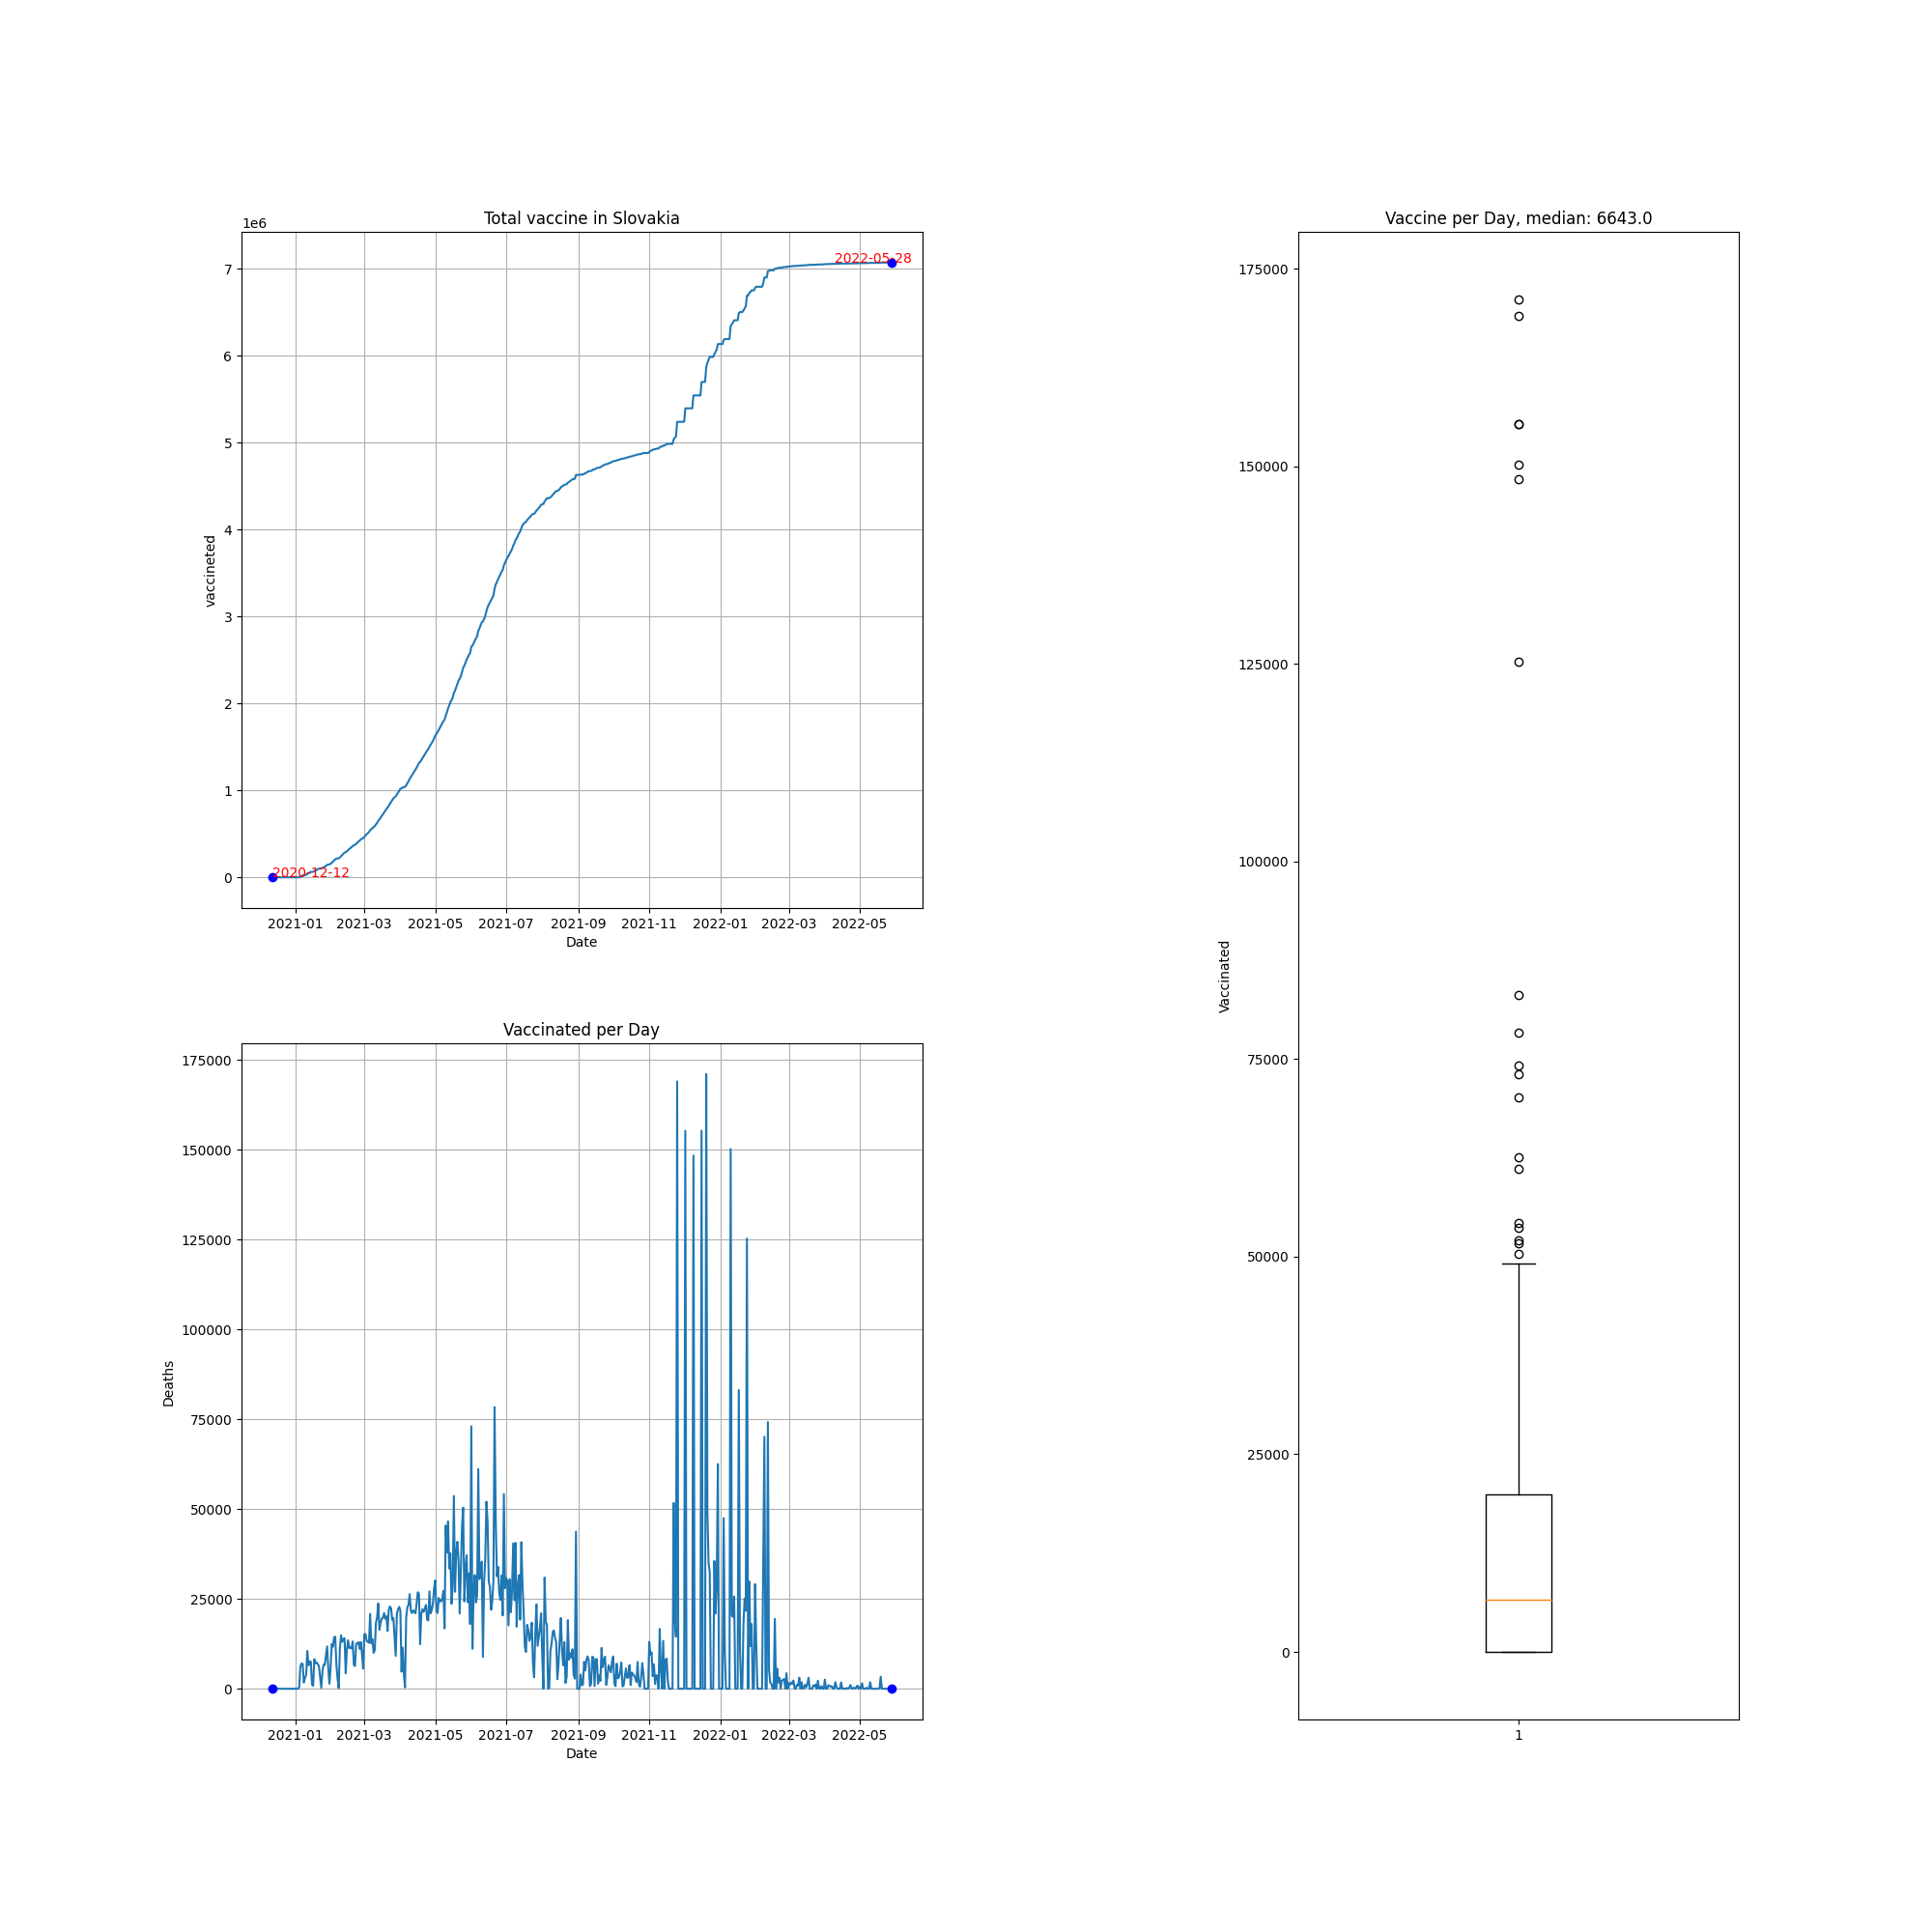 Total vaccine in Slovakia
1e6
7
6
5
4
3
2
1
0
vaccineted
2022-05-28
2020-12-12
2021-01 2021-03 2021-05 2021-07 2021-09 2021-11 2022-01 2022-03 2022-05
Date
Vaccinated per Day
175000
150000
125000
100000
75000
50000
25000
0
Deaths
2021-01 2021-03 2021-05 2021-07 2021-09 2021-11 2022-01 2022-03 2022-05
Date
Vaccine per Day, median: 6643.0
175000
150000
125000
100000
75000
50000
25000
0
Vaccinated
1